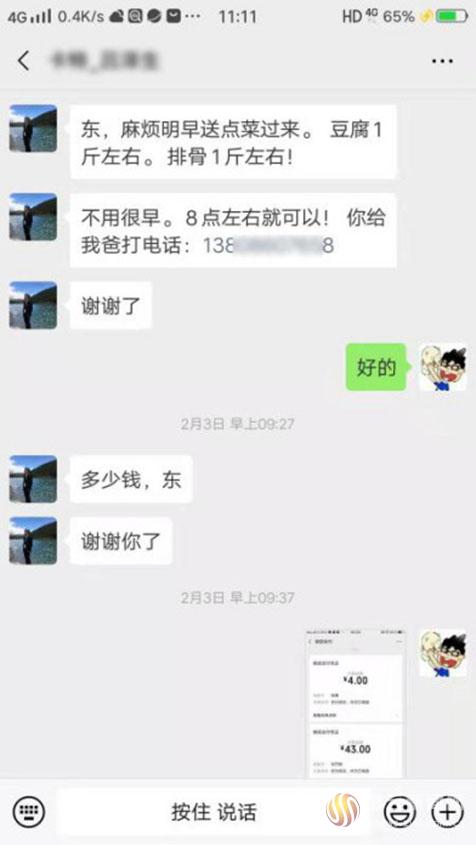 4G 0.4K/s ... 11:11 HD 4G 65%
东，麻烦明早送点菜过来。 豆腐1
斤左右。排骨1斤左右！
不用很早。8点左右就可以！ 你给
我爸打电话：138 8
谢谢了
好的
2月3日 早上09:27
多少钱，东
谢谢你了
2月3日 早上09:37
¥4.00
¥43.00
按住 说话